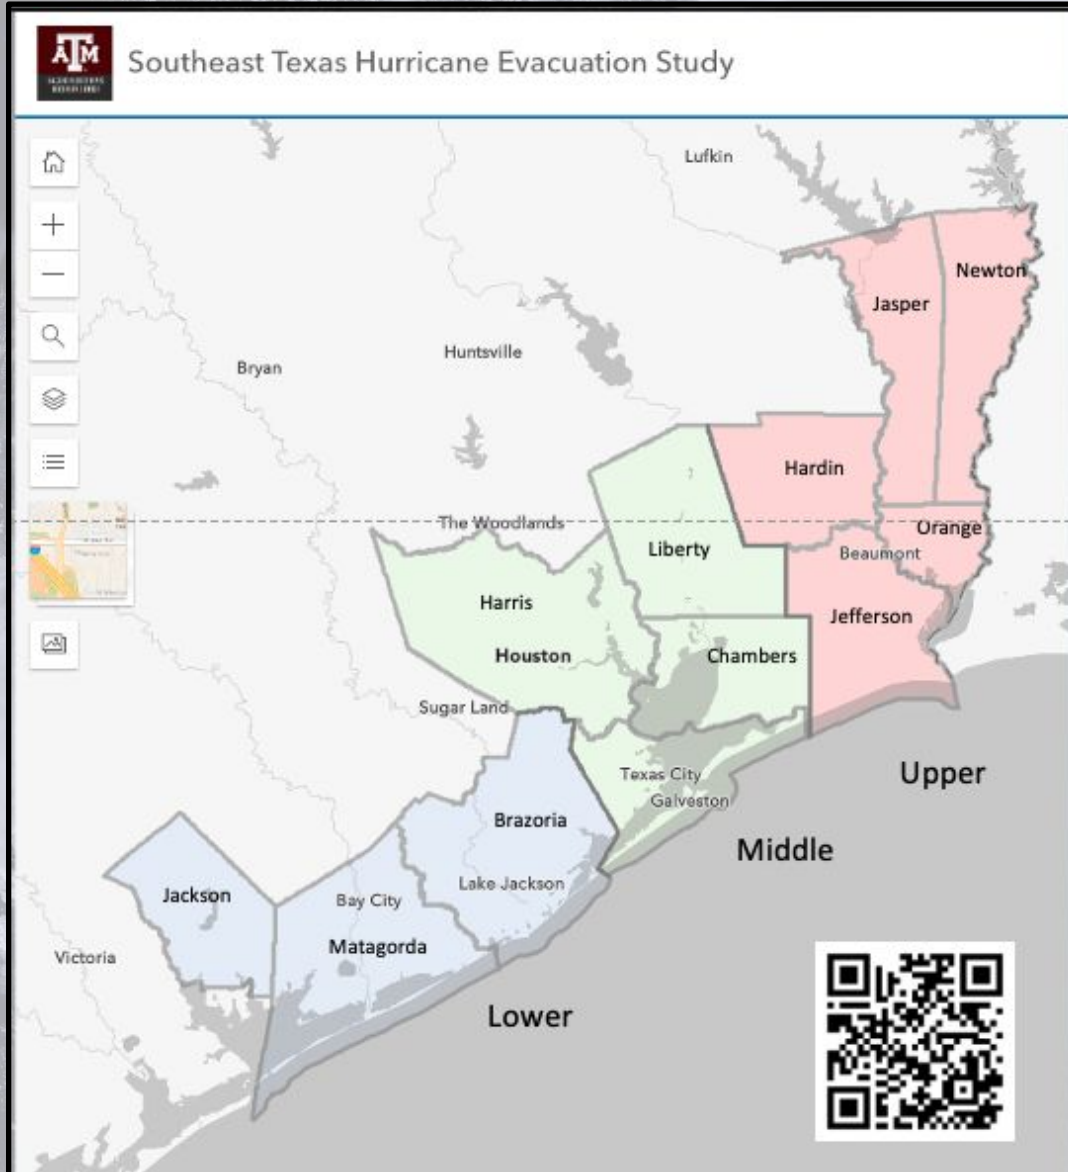 ATM
Southeast Texas Hurricane Evacuation Study
Lufkin
Newton
Jasper
Huntsville
Bryan
Hardin
The Woodlands
Orange
Liberty
Beaumont
Harris
Jefferson
Houston
Chambers
Sugar Land
Texas City
Upper
Galveston
Brazoria
Middle
Lake Jackson
Jackson
Bay City
Matagorda
Victoria
Lower